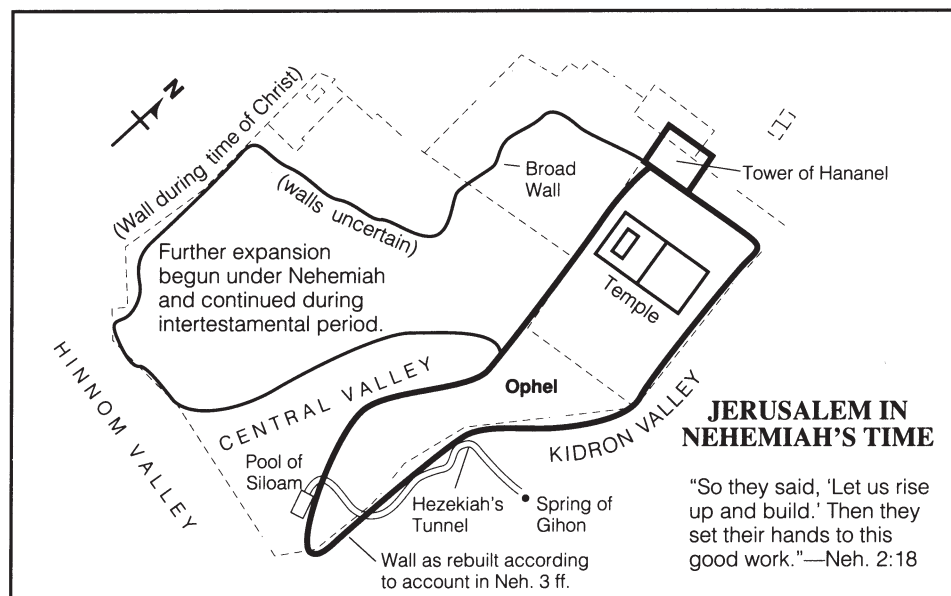 N
(Wall during time of Christ)
(walls uncertain)
Broad
Wall
Tower of Hananel
Further expansion
begun under Nehemiah
and continued during
intertestamental period.
Temple
HINNOM VALLEY
CENTRAL VALLEY
Ophel
KIDRON VALLEY
JERUSALEM IN
NEHEMIAH'S TIME
Pool of
Siloam
Hezekiah's
Tunnel
Spring of
Gihon
Wall as rebuilt according
to account in Neh. 3 ff.
“So they said, ‘Let us rise
up and build.’ Then they
set their hands to this
good work.”—Neh. 2:18